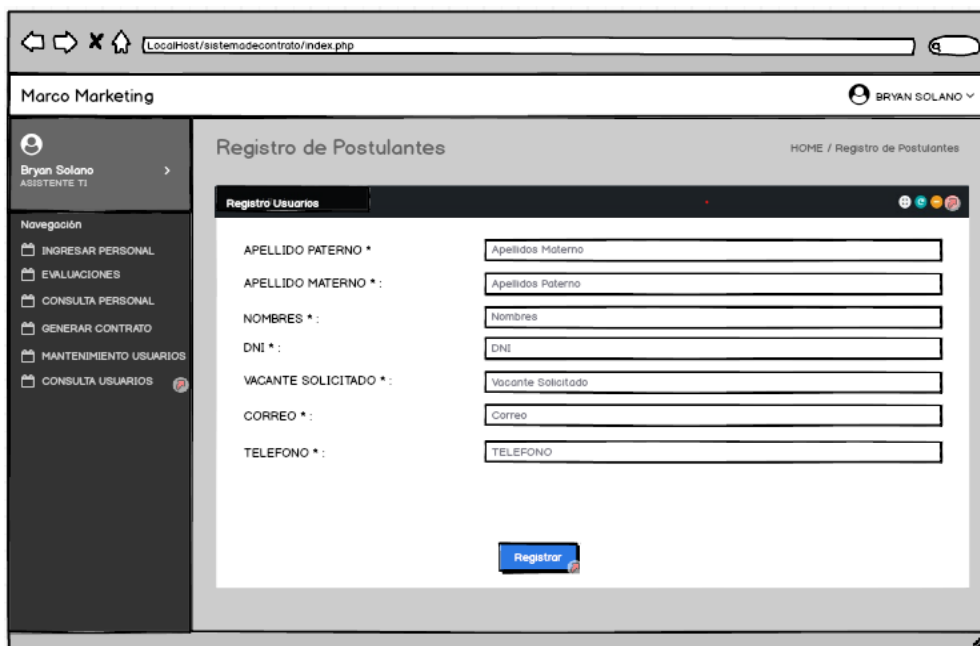 LocalHost/sistemadecontrato/index.php
Marco Marketing
BRYAN SOLANO
Bryan Solano
ASISTENTE TI
Registro de Postulantes
HOME / Registro de Postulantes
Navegación
INGRESAR PERSONAL
EVALUACIONES
CONSULTA PERSONAL
GENERAR CONTRATO
MANTENIMIENTO USUARIOS
CONSULTA USUARIOS
Registro Usuarios
APELLIDO PATERNO *
Apellidos Materno
APELLIDO MATERNO * :
Apellidos Paterno
NOMBRES * :
Nombres
DNI * :
DNI
VACANTE SOLICITADO * :
Vacante Solicitado
CORREO * :
Correo
TELEFONO * :
TELEFONO
Registrar